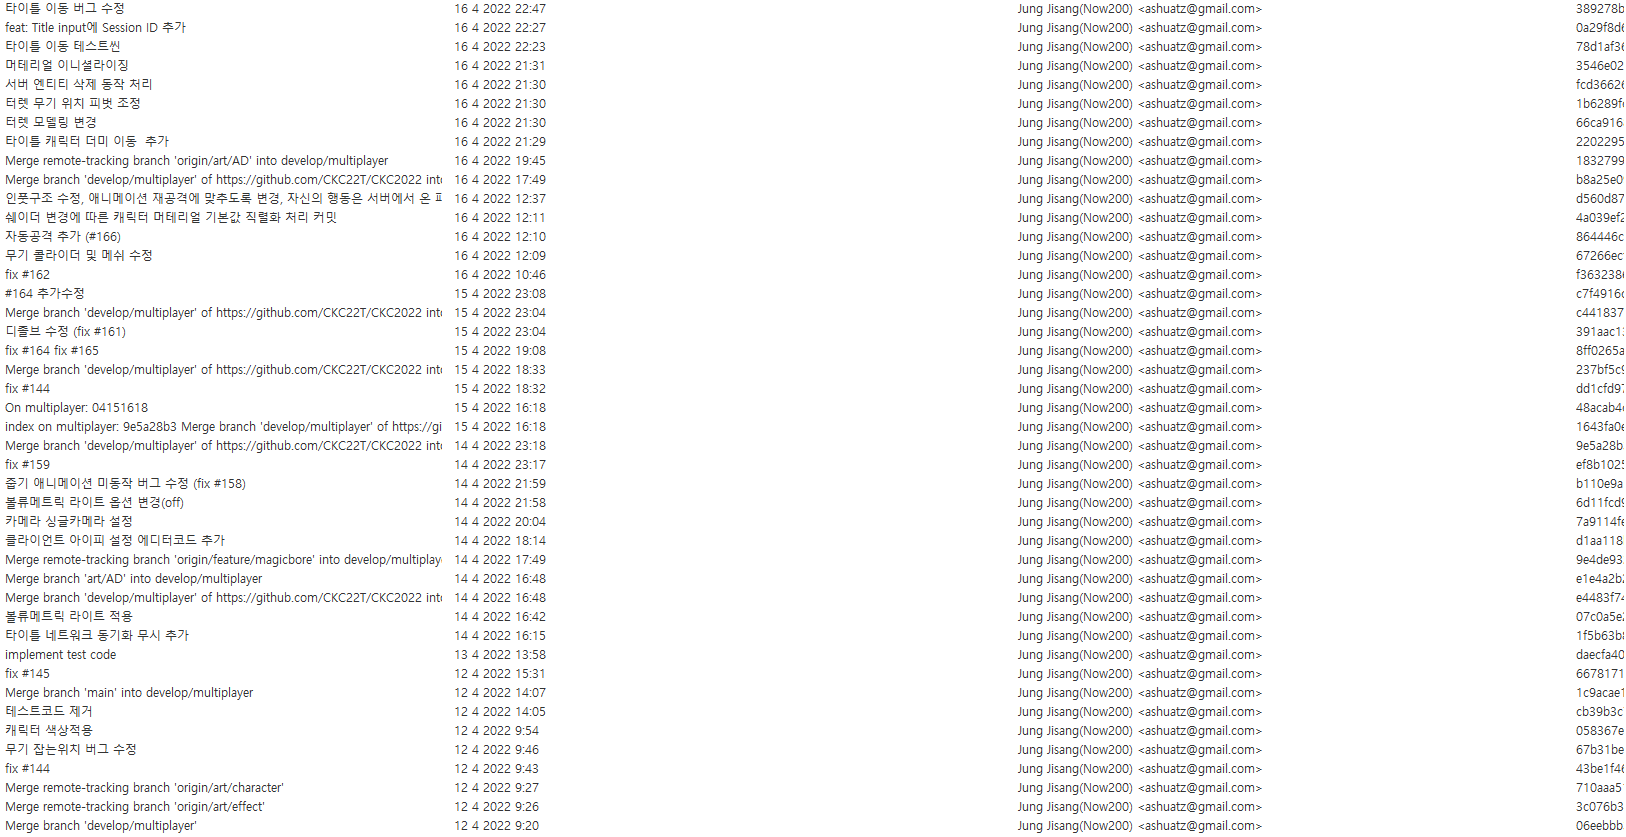 타이틀 이동 버그 수정 16 4 2022 22:47 Jung Jisang(Now200) <ashuatz@gmail.com> 389278b
feat: Title input에 Session ID 추가 16 4 2022 22:27 Jung Jisang(Now200) <ashuatz@gmail.com> 0a29f8d6
타이틀 이동 테스트씬 16 4 2022 22:23 Jung Jisang(Now200) <ashuatz@gmail.com> 78d1af36
머테리얼 이니셜라이징 16 4 2022 21:31 Jung Jisang(Now200) <ashuatz@gmail.com> 3546e02
서버 엔티티 삭제 동작 처리 16 4 2022 21:30 Jung Jisang(Now200) <ashuatz@gmail.com> fcd36626
터렛 무기 위치 피벗 조정 16 4 2022 21:30 Jung Jisang(Now200) <ashuatz@gmail.com> 1b6289f
터렛 모델링 변경 16 4 2022 21:30 Jung Jisang(Now200) <ashuatz@gmail.com> 66ca916
타이틀 캐릭터 더미 이동  추가 16 4 2022 21:29 Jung Jisang(Now200) <ashuatz@gmail.com> 2202295
Merge remote-tracking branch 'origin/art/AD' into develop/multiplayer 16 4 2022 19:45 Jung Jisang(Now200) <ashuatz@gmail.com> 1832799
Merge branch 'develop/multiplayer' of https://github.com/CKC22T/CKC2022 into 16 4 2022 17:49 Jung Jisang(Now200) <ashuatz@gmail.com> b8a25e0
인풋구조 수정, 애니메이션 재공격에 맞추도록 변경, 자신의 행동은 서버에서 온 패 16 4 2022 12:37 Jung Jisang(Now200) <ashuatz@gmail.com> d560d87
쉐이더 변경에 따른 캐릭터 머테리얼 기본값 직렬화 처리 커밋 16 4 2022 12:11 Jung Jisang(Now200) <ashuatz@gmail.com> 4a039ef2
자동공격 추가 (#166) 16 4 2022 12:10 Jung Jisang(Now200) <ashuatz@gmail.com> 864446c
무기 콜라이더 및 메쉬 수정 16 4 2022 12:09 Jung Jisang(Now200) <ashuatz@gmail.com> 67266ec
fix #162 16 4 2022 10:46 Jung Jisang(Now200) <ashuatz@gmail.com> f363238
#164 추가수정 15 4 2022 23:08 Jung Jisang(Now200) <ashuatz@gmail.com> c7f4916
Merge branch 'develop/multiplayer' of https://github.com/CKC22T/CKC2022 into 15 4 2022 23:04 Jung Jisang(Now200) <ashuatz@gmail.com> c441837
디졸브 수정 (fix #161) 15 4 2022 23:04 Jung Jisang(Now200) <ashuatz@gmail.com> 391aac1
fix #164 fix #165 15 4 2022 19:08 Jung Jisang(Now200) <ashuatz@gmail.com> 8ff0265a
Merge branch 'develop/multiplayer' of https://github.com/CKC22T/CKC2022 into 15 4 2022 18:33 Jung Jisang(Now200) <ashuatz@gmail.com> 237bf5c9
fix #144 15 4 2022 18:32 Jung Jisang(Now200) <ashuatz@gmail.com> dd1cfd97
On multiplayer: 04151618 15 4 2022 16:18 Jung Jisang(Now200) <ashuatz@gmail.com> 48acab4
index on multiplayer: 9e5a28b3 Merge branch 'develop/multiplayer' of https://gi 15 4 2022 16:18 Jung Jisang(Now200) <ashuatz@gmail.com> 1643fa0
Merge branch 'develop/multiplayer' of https://github.com/CKC22T/CKC2022 into 14 4 2022 23:18 Jung Jisang(Now200) <ashuatz@gmail.com> 9e5a28b
fix #159 14 4 2022 23:17 Jung Jisang(Now200) <ashuatz@gmail.com> ef8b1025
줍기 애니메이션 미동작 버그 수정 (fix #158) 14 4 2022 21:59 Jung Jisang(Now200) <ashuatz@gmail.com> b110e9a
볼류메트릭 라이트 옵션 변경(off) 14 4 2022 21:58 Jung Jisang(Now200) <ashuatz@gmail.com> 6d11fcd9
카메라 싱글카메라 설정 14 4 2022 20:04 Jung Jisang(Now200) <ashuatz@gmail.com> 7a9114f
클라이언트 아이피 설정 에디터코드 추가 14 4 2022 18:14 Jung Jisang(Now200) <ashuatz@gmail.com> d1aa118
Merge remote-tracking branch 'origin/feature/magicbore' into develop/multiplaye 14 4 2022 17:49 Jung Jisang(Now200) <ashuatz@gmail.com> 9e4de93
Merge branch 'art/AD' into develop/multiplayer 14 4 2022 16:48 Jung Jisang(Now200) <ashuatz@gmail.com> e1e4a2b
Merge branch 'develop/multiplayer' of https://github.com/CKC22T/CKC2022 into 14 4 2022 16:48 Jung Jisang(Now200) <ashuatz@gmail.com> e4483f74
볼류메트릭 라이트 적용 14 4 2022 16:42 Jung Jisang(Now200) <ashuatz@gmail.com> 07c0a5e
타이틀 네트워크 동기화 무시 추가 14 4 2022 16:15 Jung Jisang(Now200) <ashuatz@gmail.com> 1f5b63b
implement test code 13 4 2022 13:58 Jung Jisang(Now200) <ashuatz@gmail.com> daecfa40
fix #145 12 4 2022 15:31 Jung Jisang(Now200) <ashuatz@gmail.com> 6678171
Merge branch 'main' into develop/multiplayer 12 4 2022 14:07 Jung Jisang(Now200) <ashuatz@gmail.com> 1c9acae1
테스트코드 제거 12 4 2022 14:05 Jung Jisang(Now200) <ashuatz@gmail.com> cb39b3c
캐릭터 색상적용 12 4 2022 9:54 Jung Jisang(Now200) <ashuatz@gmail.com> 058367e
무기 잡는위치 버그 수정 12 4 2022 9:46 Jung Jisang(Now200) <ashuatz@gmail.com> 67b31be
fix #144 12 4 2022 9:43 Jung Jisang(Now200) <ashuatz@gmail.com> 43be1f46
Merge remote-tracking branch 'origin/art/character' 12 4 2022 9:27 Jung Jisang(Now200) <ashuatz@gmail.com> 710aaa5
Merge remote-tracking branch 'origin/art/effect' 12 4 2022 9:26 Jung Jisang(Now200) <ashuatz@gmail.com> 3c076b3
Merge branch 'develop/multiplayer' 12 4 2022 9:20 Jung Jisang(Now200) <ashuatz@gmail.com> 06eebbb